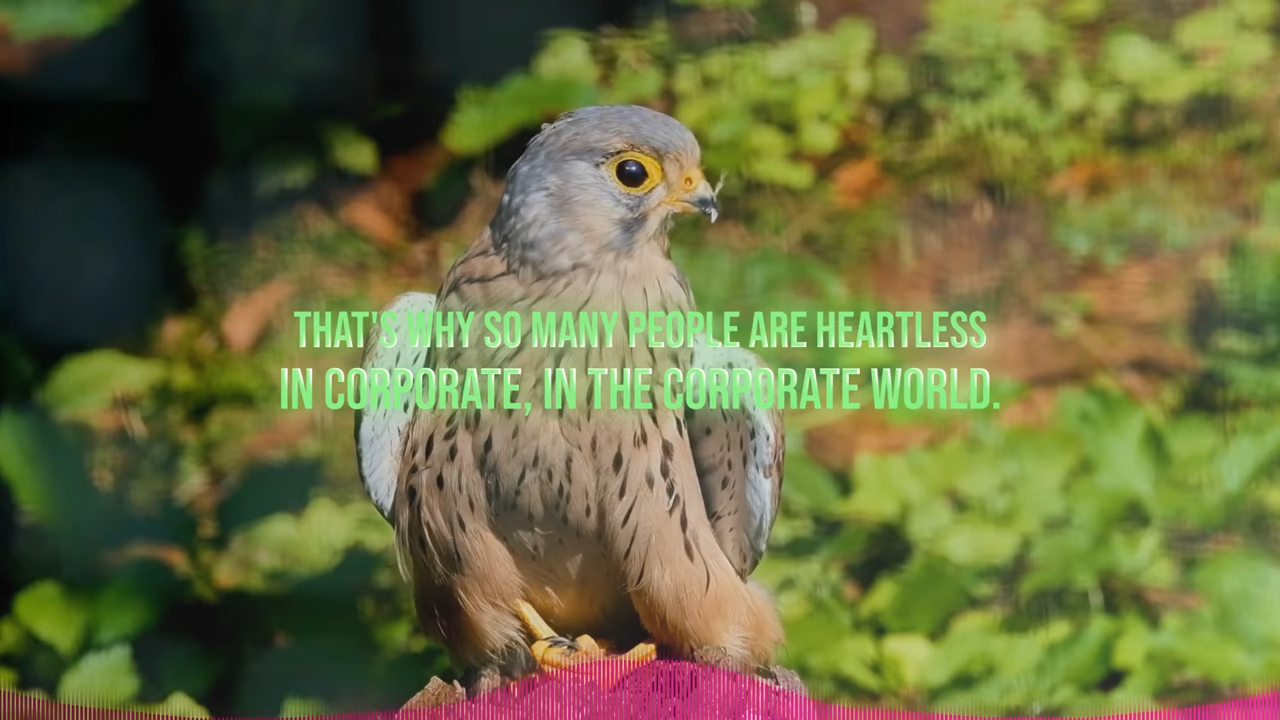 THAT'S WHY SO MANY PEOPLE ARE HEARTLESS
IN CORPORATE, IN THE CORPORATE WORLD.